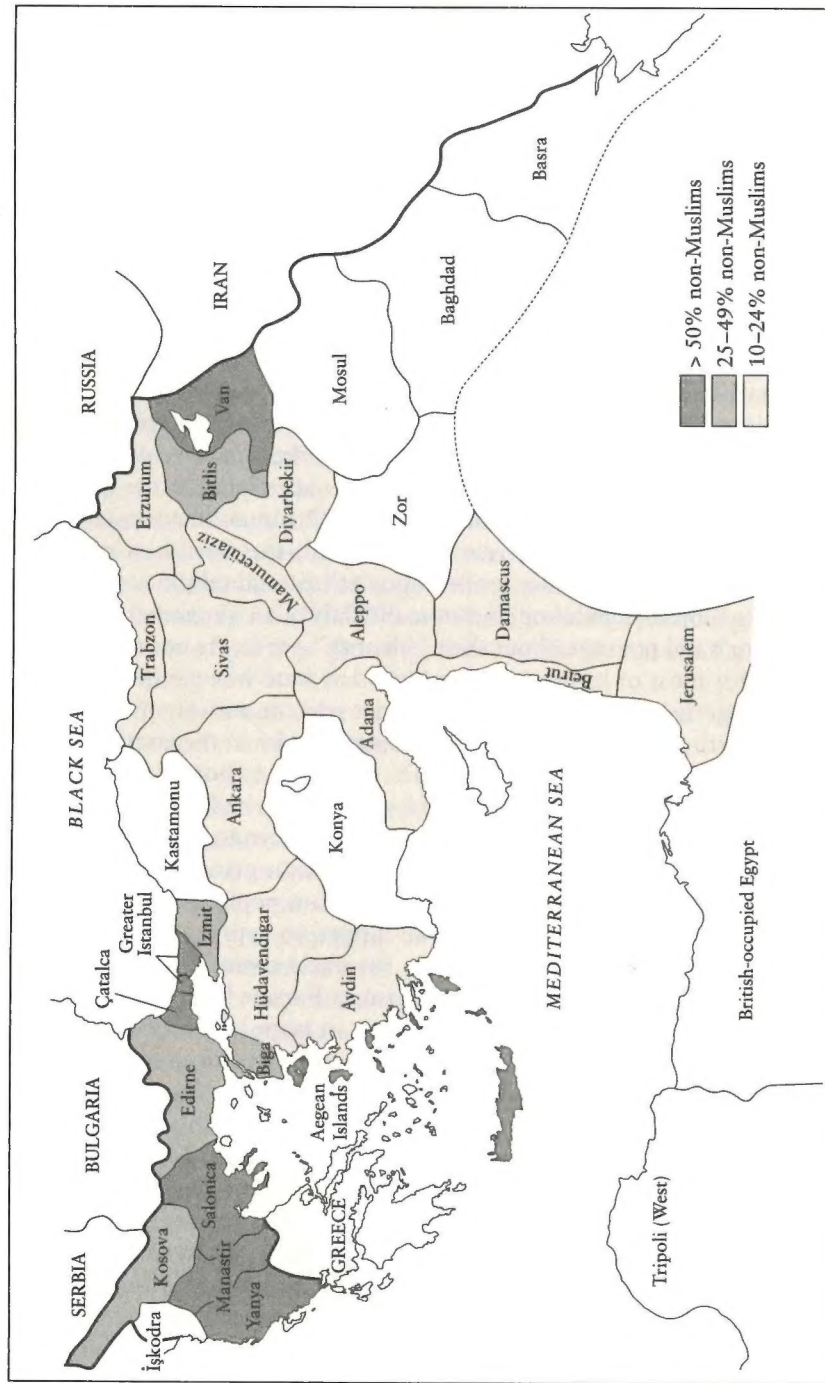 SERBIA
BULGARIA
BLACK SEA
RUSSIA
IRAN
İşkodra
Kosova
Manastir
Yanya
Salonica
Edirne
Çatalca
Greater
Istanbul
Izmit
Biga
Hüdavendigar
Aydin
Kastamonu
Ankara
Konya
Adana
Trabzon
Sivas
Mamuretülaziz
Erzurum
Bitlis
Van
Diyarbekir
Aleppo
Zor
Mosul
Baghdad
Basra
Damascus
Beirut
Jerusalem
GREECE
Aegean
Islands
MEDITERRANEAN SEA
Tripoli (West)
British-occupied Egypt
> 50% non-Muslims
25–49% non-Muslims
10–24% non-Muslims